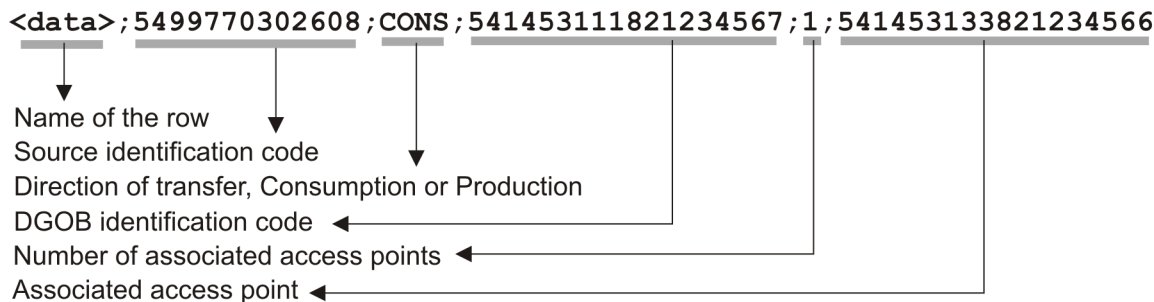 <data>;5499770302608;CONS;541453111821234567;1;541453133821234566
Name of the row
Source identification code
Direction of transfer, Consumption or Production
DGOB identification code
Number of associated access points
Associated access point